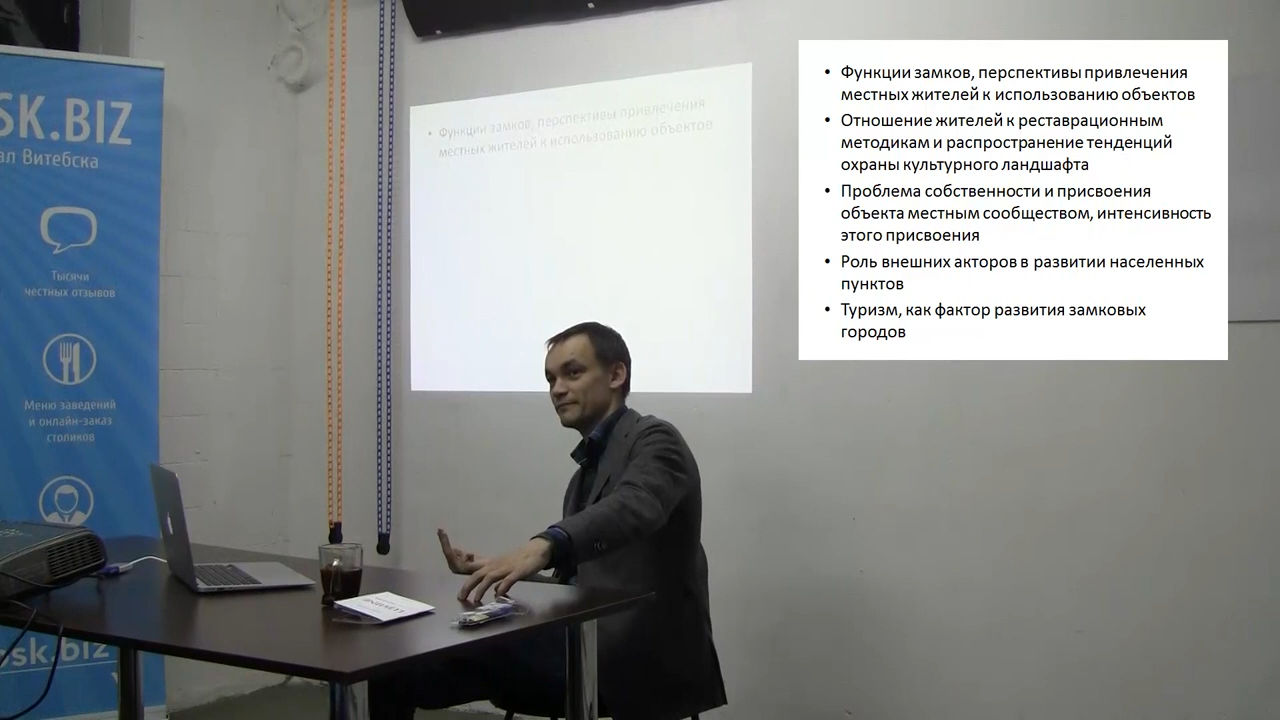 SK.BIZ
ал Витебска
Тысячи
честных отзывов
Меню заведений
и онлайн-заказ
столиков
sk.biz
• Функции замков, перспективы привлечения
местных жителей к использованию объектов
• Функции замков, перспективы привлечения
местных жителей к использованию объектов
• Отношение жителей к реставрационным
методикам и распространение тенденций
охраны культурного ландшафта
• Проблема собственности и присвоения
объекта местным сообществом, интенсивность
этого присвоения
• Роль внешних акторов в развитии населенных
пунктов
• Туризм, как фактор развития замковых
городов